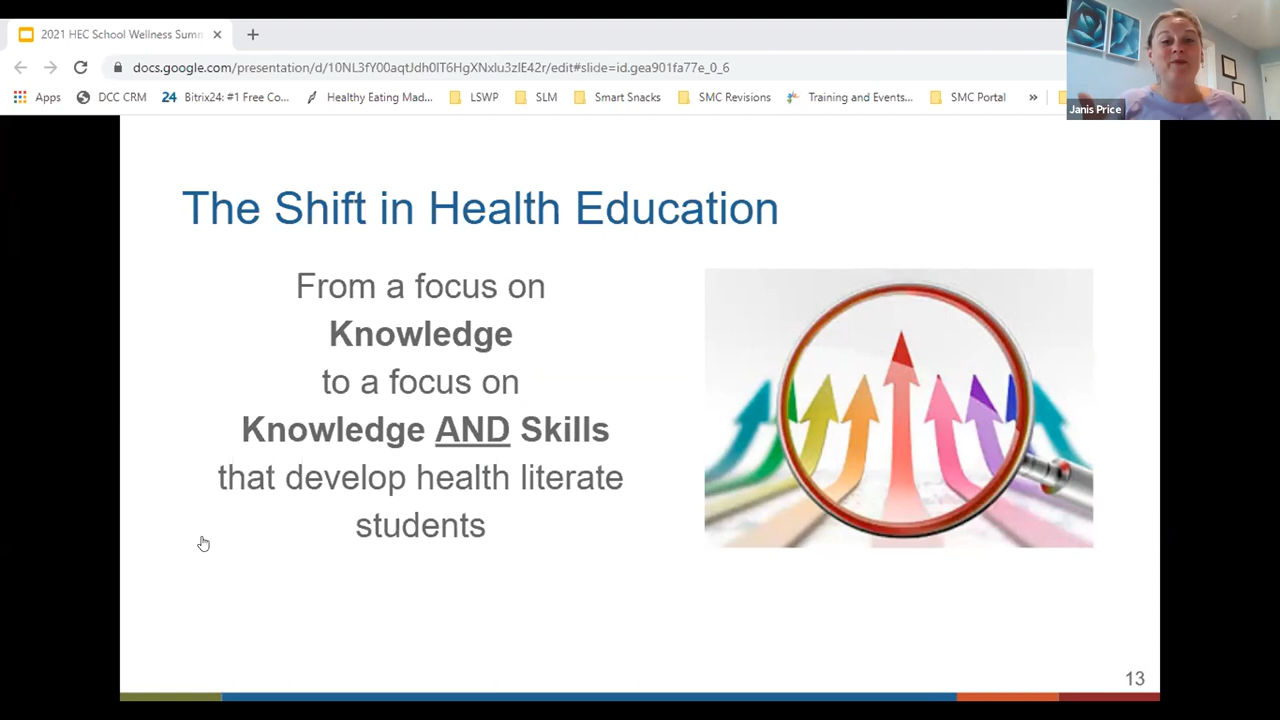 2021 HEC School Wellness Sum
docs.google.com/presentation/d/10NL3fY00aqtJdh0lT6HgXNxlu3zlE42r/edit#slide=id.gea901fa77e_0_6
Apps DCC CRM 24 Bitrix24: #1 Free Co... Healthy Eating Mad... LSWP SLM Smart Snacks SMC Revisions Training and Events... SMC Portal »
Janis Price
The Shift in Health Education
From a focus on
Knowledge
to a focus on
Knowledge AND Skills
that develop health literate
students
13